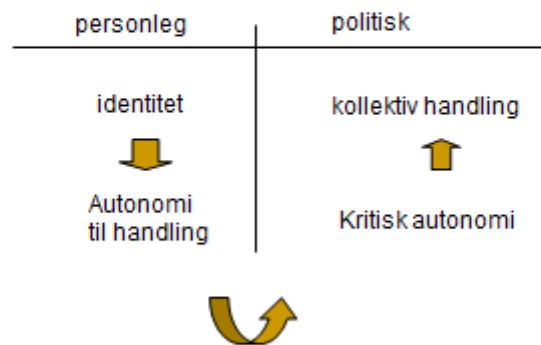 personleg politisk
identitet kollektiv handling
Autonomi
til handling
Kritisk autonomi